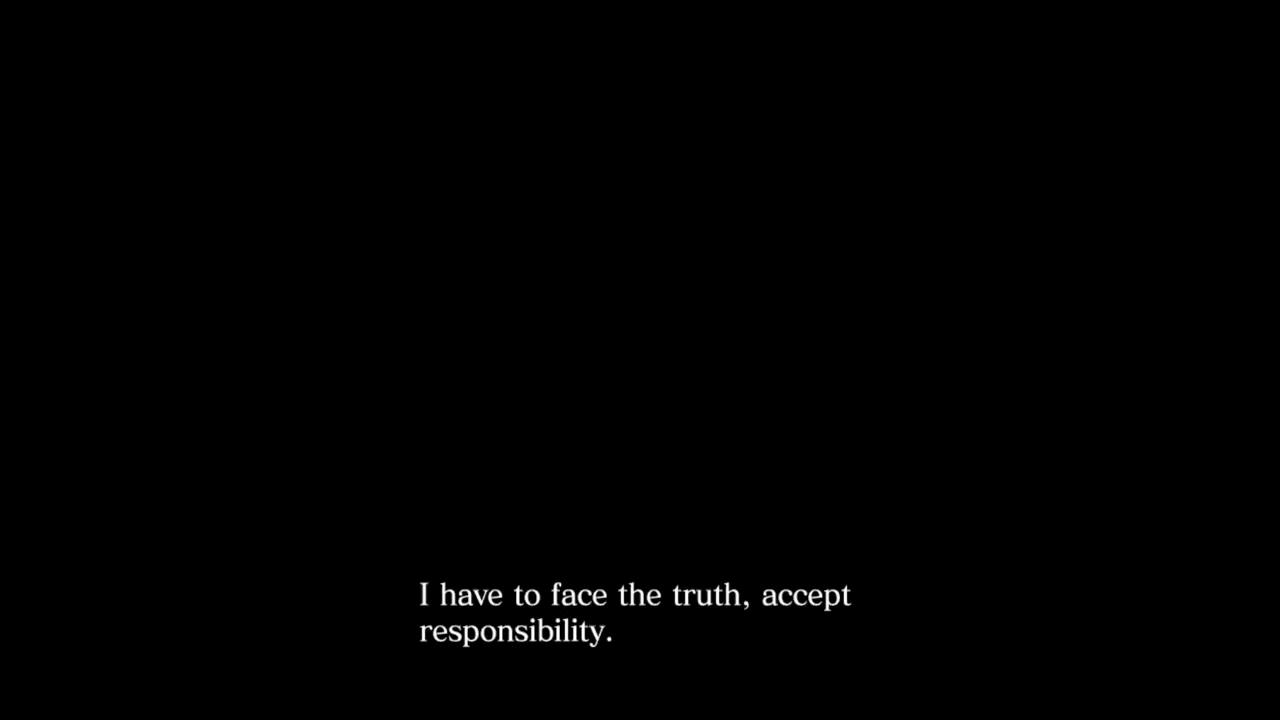 I have to face the truth, accept
responsibility.